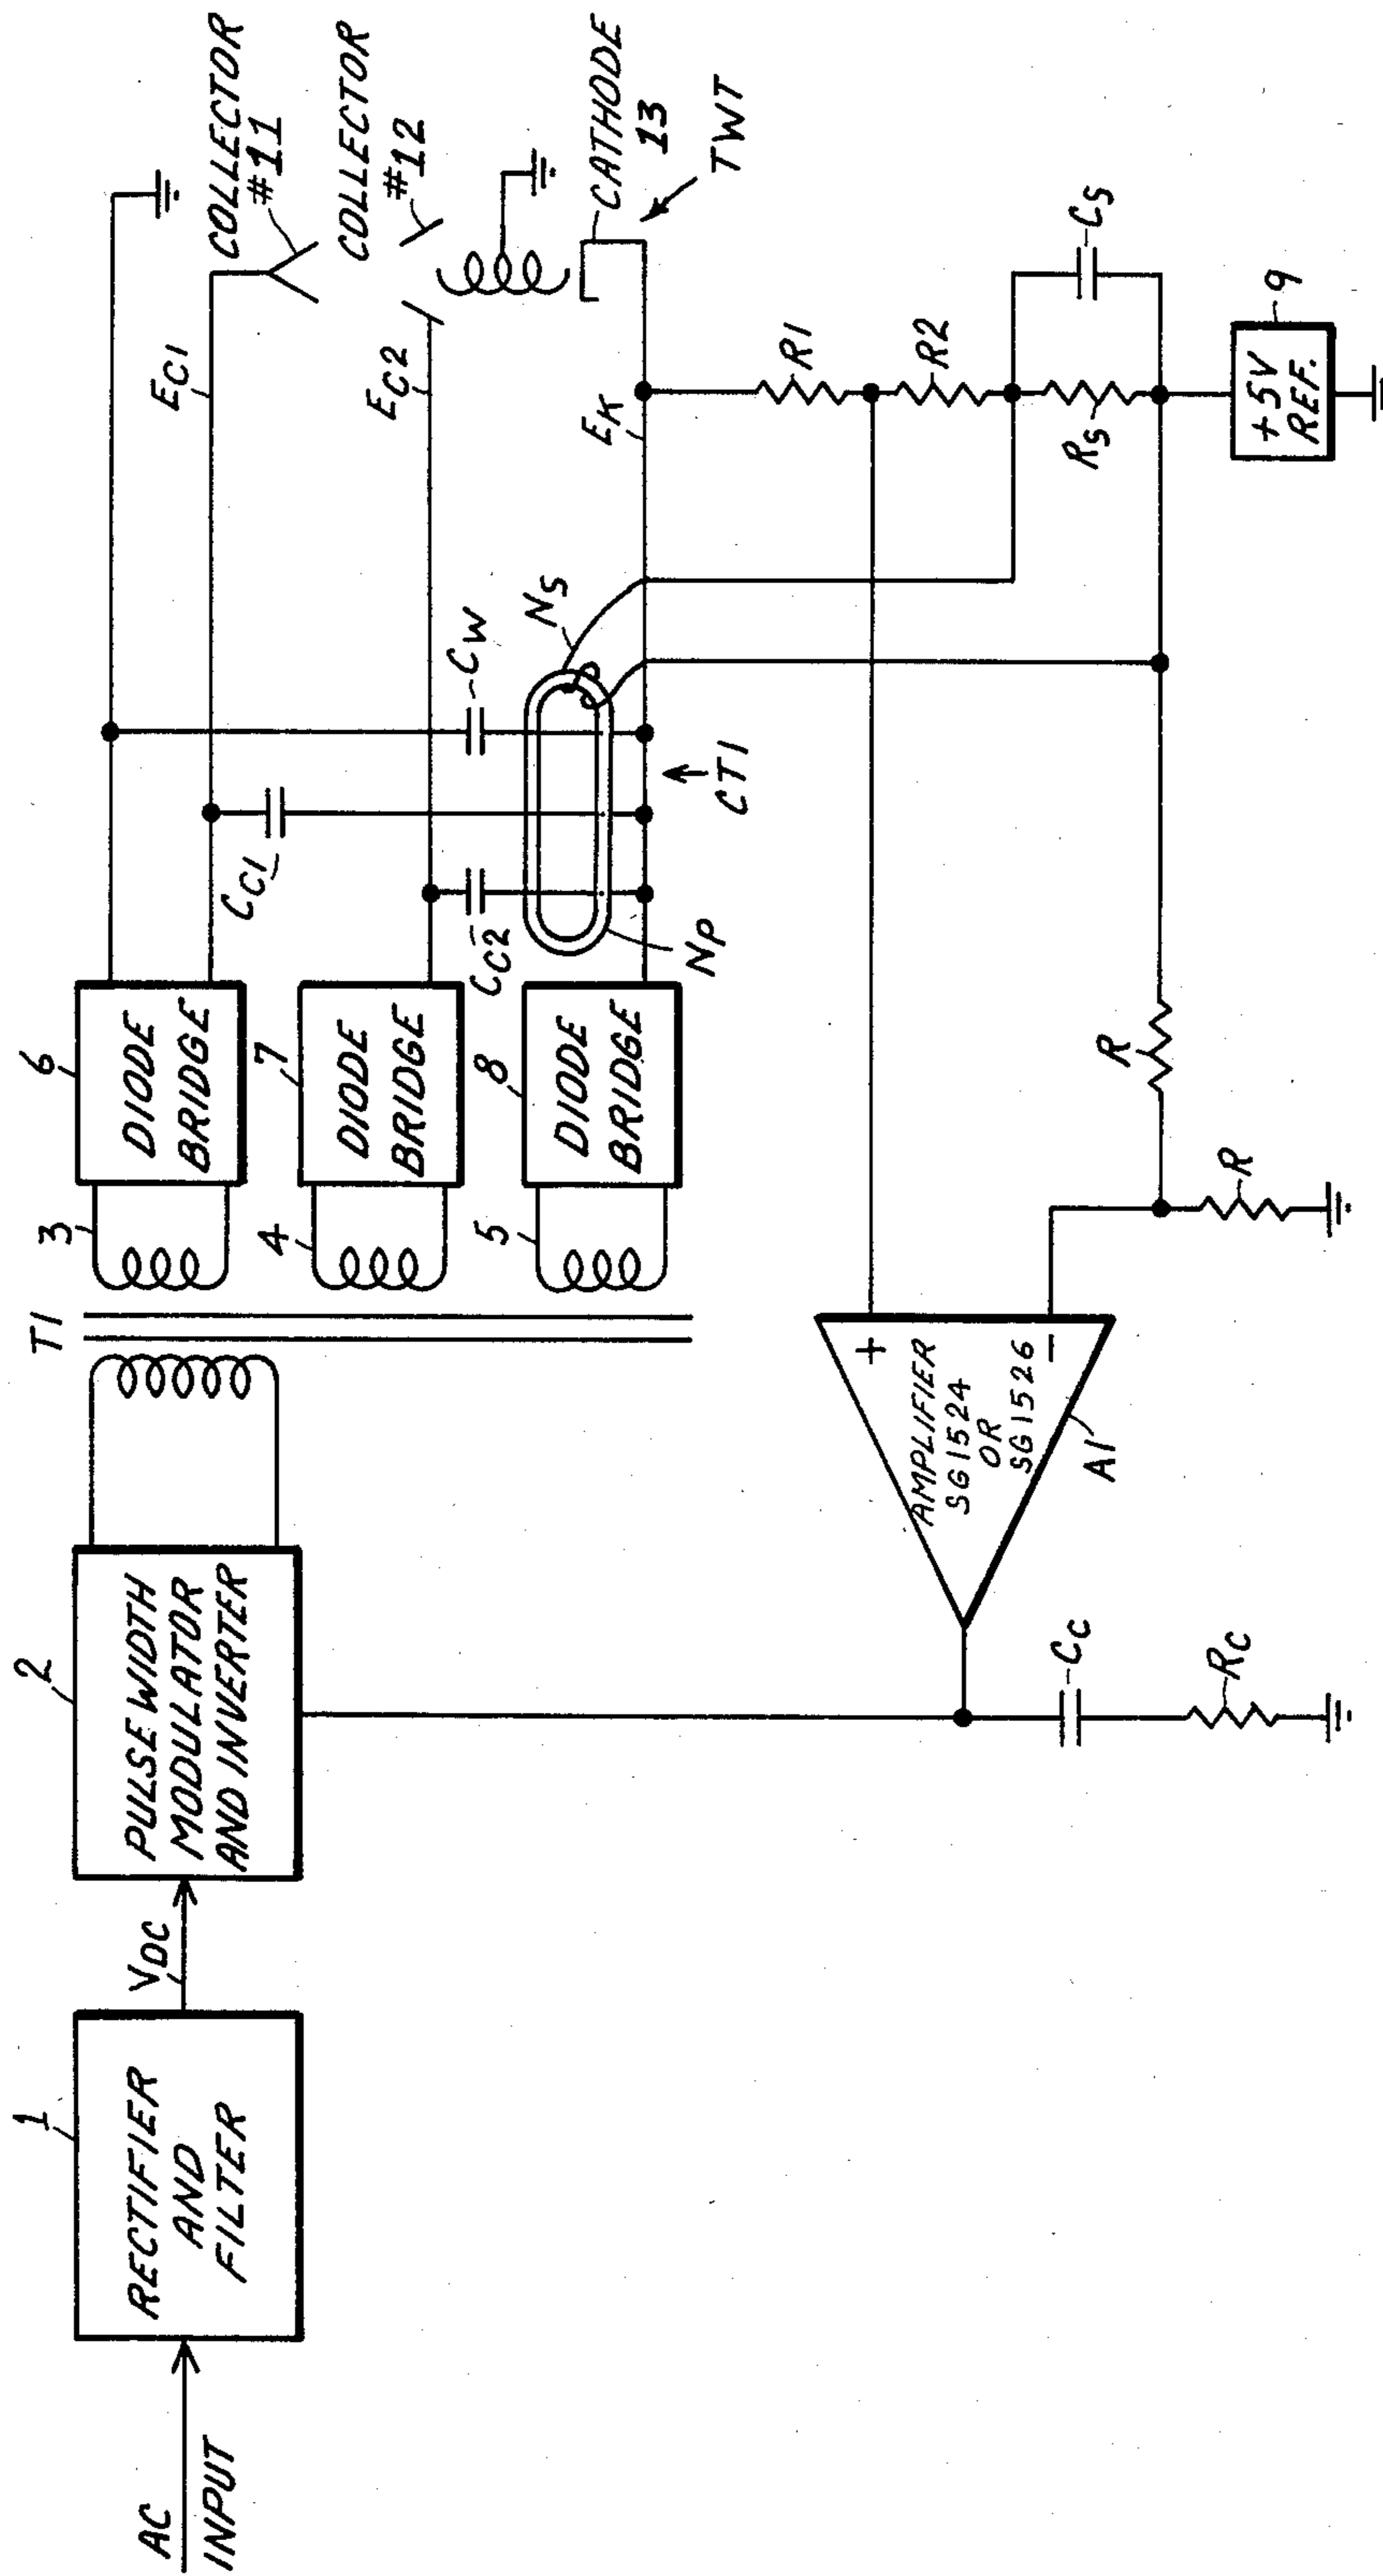 AC
INPUT
1
RECTIFIER
AND
FILTER
VDC
2
PULSE WIDTH
MODULATOR
AND INVERTER
T1
3
4
5
6
DIODE
BRIDGE
7
DIODE
BRIDGE
8
DIODE
BRIDGE
CC1
CC2
CW
NP
NS
CT1
EC1
EC2
EK
COLLECTOR
#11
COLLECTOR
#12
CATHODE
13
TWT
R1
R2
RS
CS
+5V
REF.
9
R
R
+
AMPLIFIER
SG1524
OR
SG1526
−
A1
CC
RC